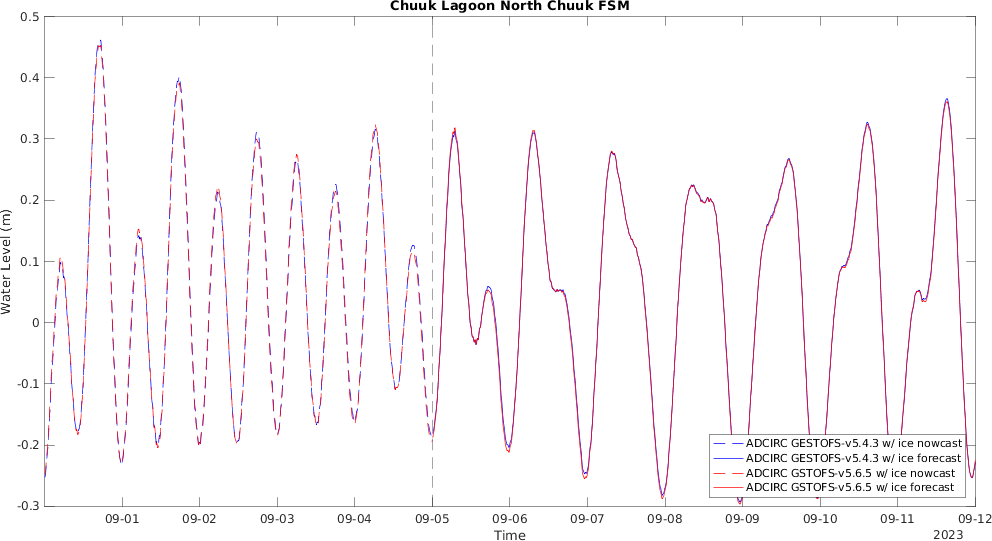 Chuuk Lagoon North Chuuk FSM
0.5
0.4
0.3
0.2
0.1
0
-0.1
-0.2
-0.3
Water Level (m)
ADCIRC GESTOFS-v5.4.3 w/ ice nowcast
ADCIRC GESTOFS-v5.4.3 w/ ice forecast
ADCIRC GSTOFS-v5.6.5 w/ ice nowcast
ADCIRC GSTOFS-v5.6.5 w/ ice forecast
09-01 09-02 09-03 09-04 09-05 09-06 09-07 09-08 09-09 09-10 09-11 09-12
Time
2023